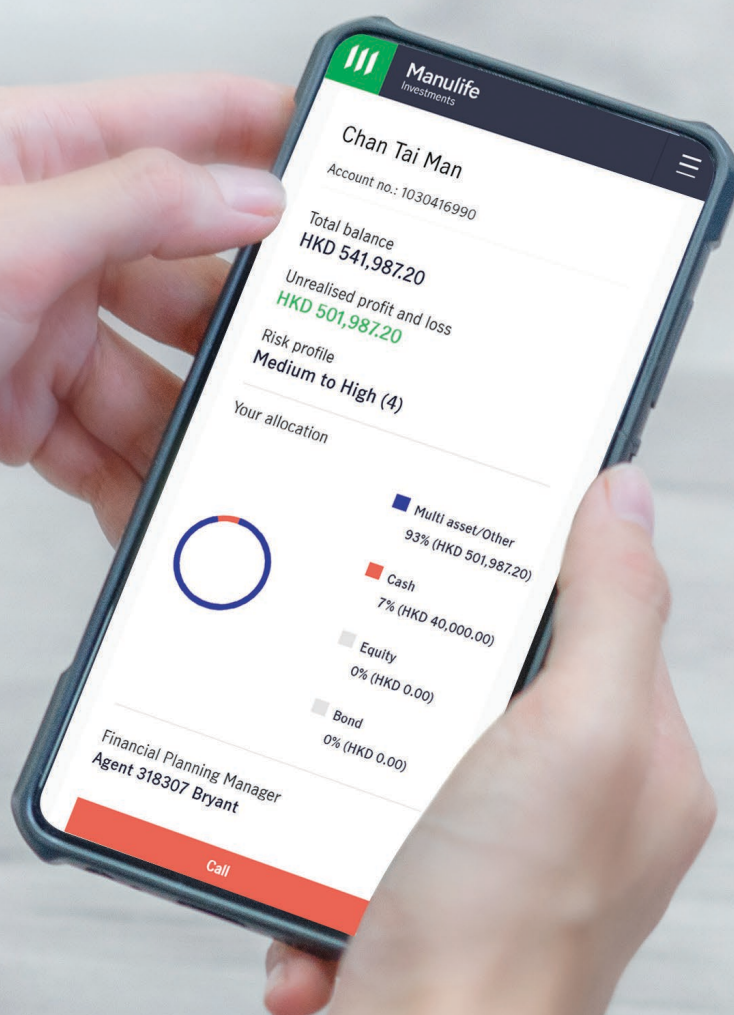 Manulife
Investments
Chan Tai Man
Account no.: 1030416990
Total balance
HKD 541,987.20
Unrealised profit and loss
HKD 501,987.20
Risk profile
Medium to High (4)
Your allocation
Multi asset/Other
93% (HKD 501,987.20)
Cash
7% (HKD 40,000.00)
Equity
0% (HKD 0.00)
Bond
0% (HKD 0.00)
Financial Planning Manager
Agent 318307 Bryant
Call